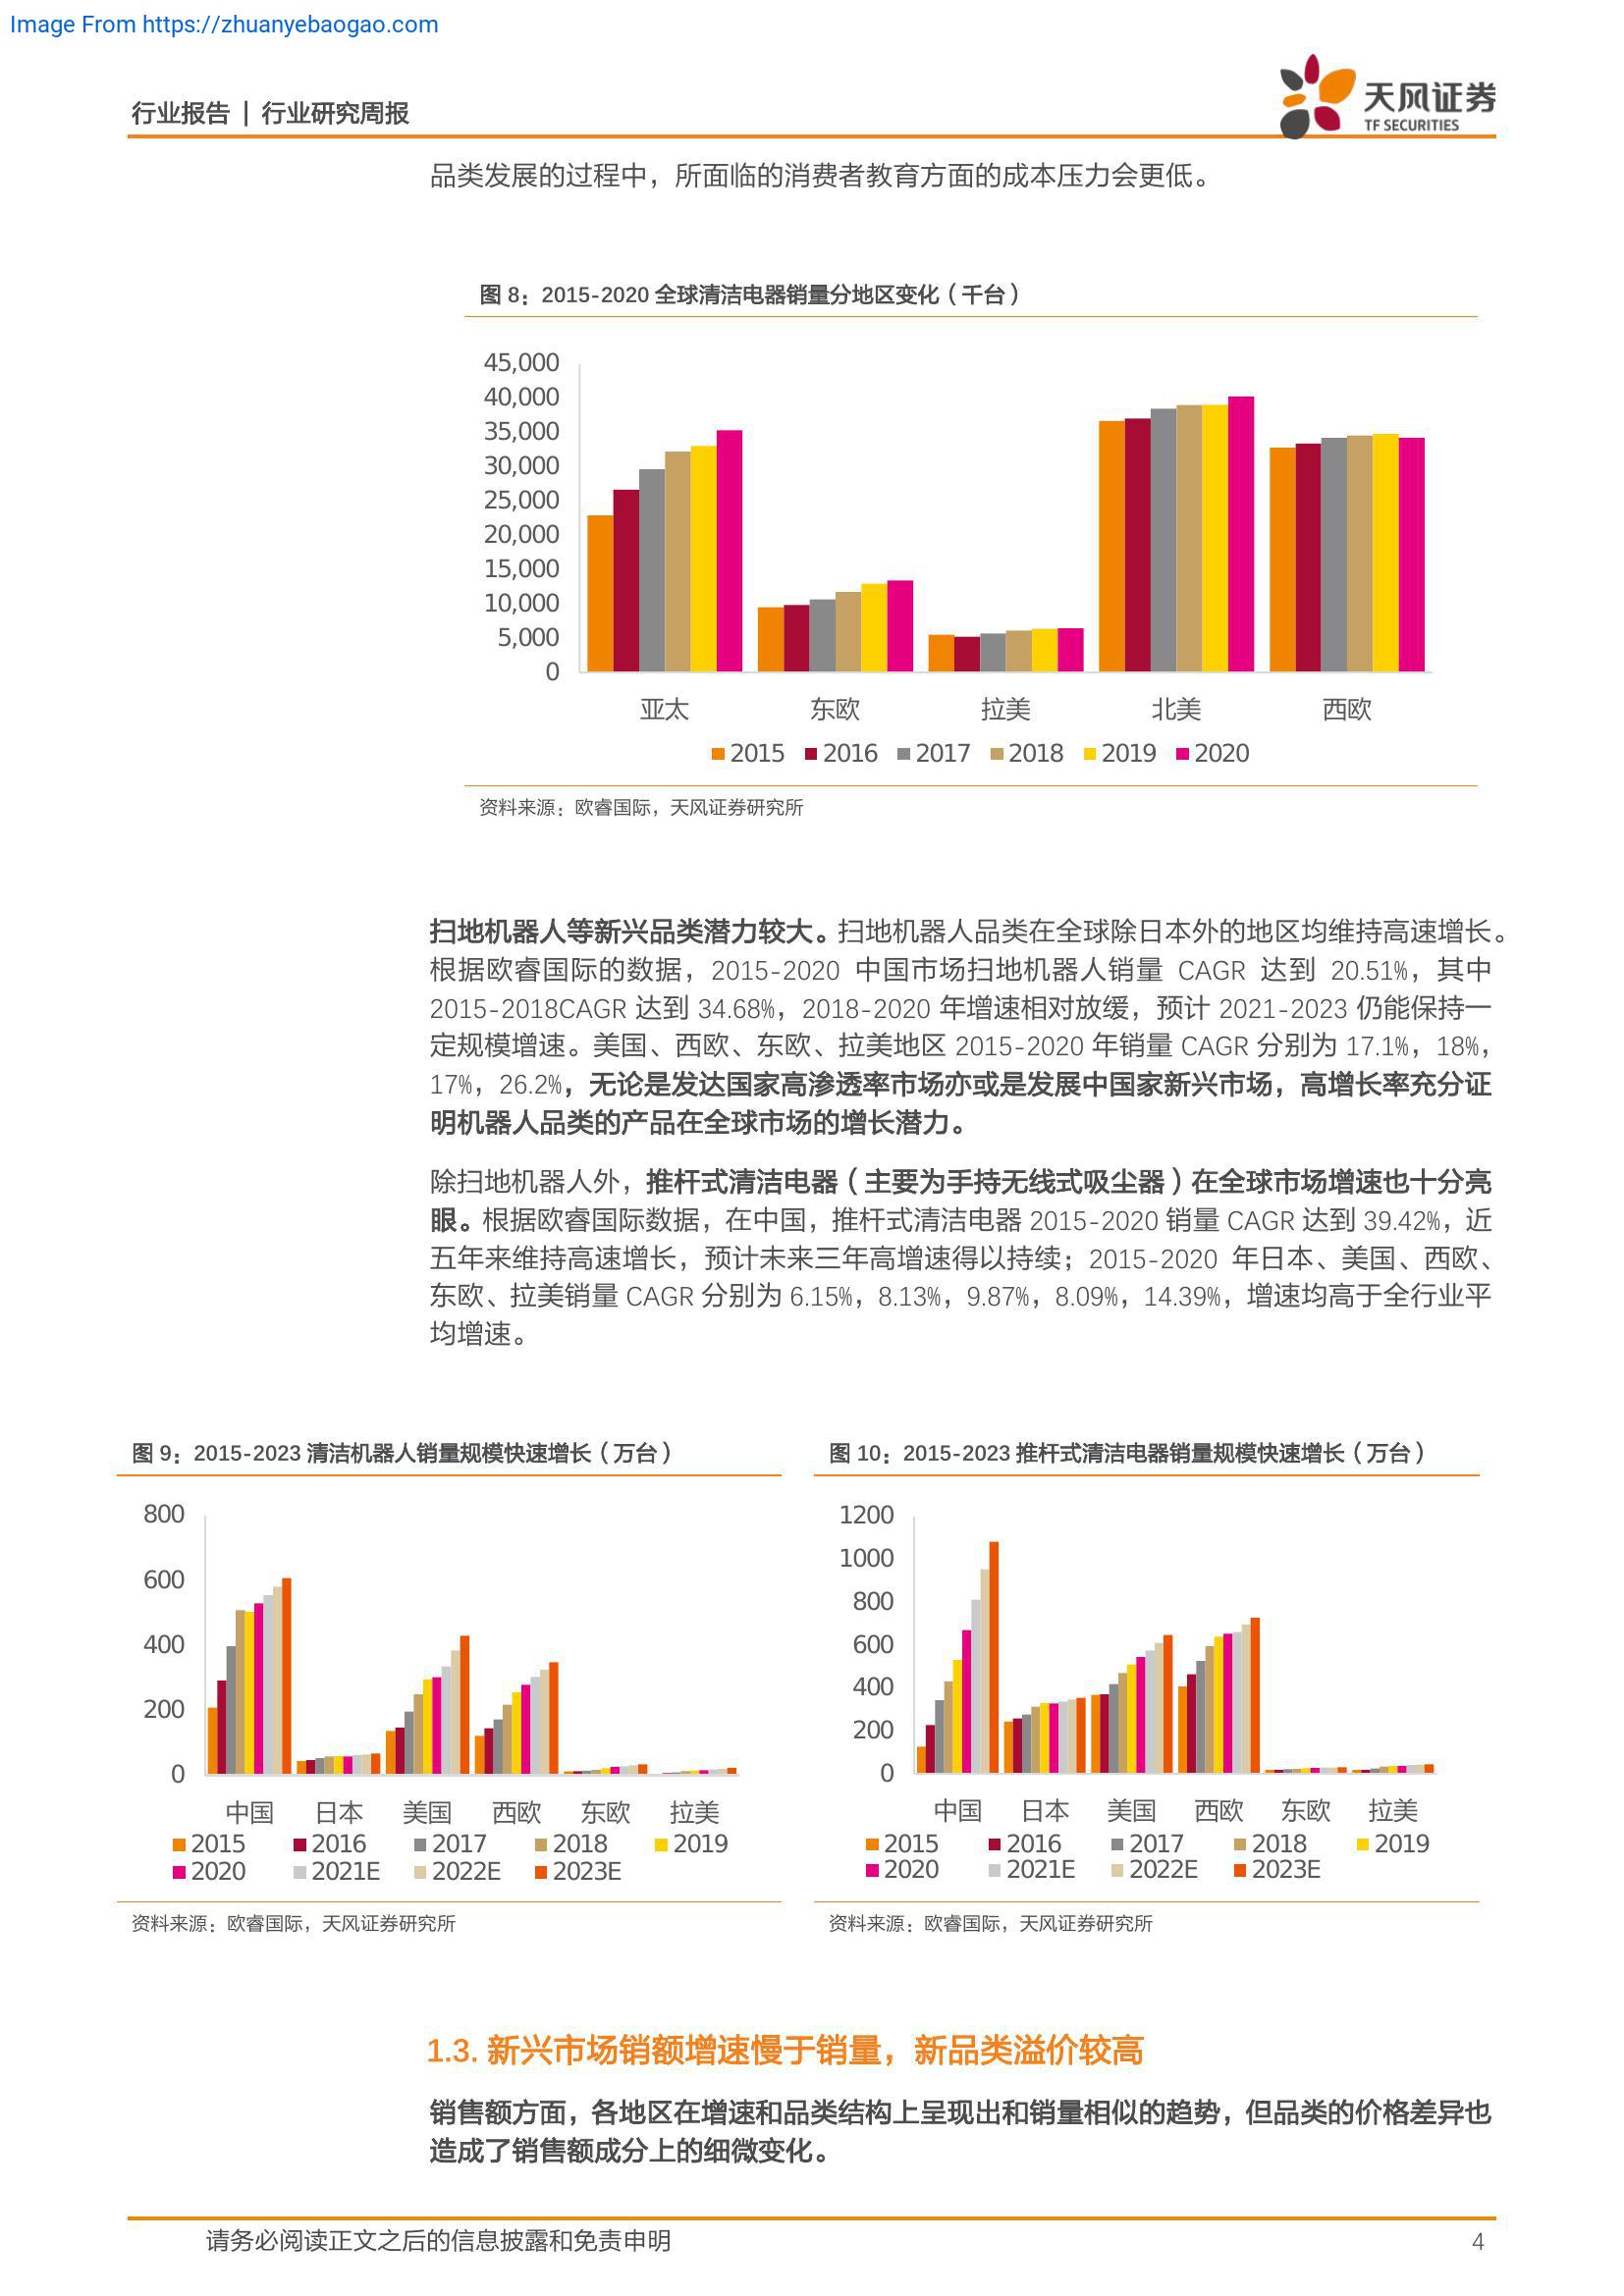 Image From https://zhuanyebaogao.com
行业报告 | 行业研究周报
天风证券
TF SECURITIES
品类发展的过程中，所面临的消费者教育方面的成本压力会更低。
图 8：2015-2020 全球清洁电器销量分地区变化（千台）
45,000
40,000
35,000
30,000
25,000
20,000
15,000
10,000
5,000
0
亚太 东欧 拉美 北美 西欧
2015 2016 2017 2018 2019 2020
资料来源：欧睿国际，天风证券研究所
扫地机器人等新兴品类潜力较大。扫地机器人品类在全球除日本外的地区均维持高速增长。
根据欧睿国际的数据，2015-2020 中国市场扫地机器人销量 CAGR 达到 20.51%，其中
2015-2018CAGR 达到 34.68%，2018-2020 年增速相对放缓，预计 2021-2023 仍能保持一
定规模增速。美国、西欧、东欧、拉美地区 2015-2020 年销量 CAGR 分别为 17.1%，18%，
17%，26.2%，无论是发达国家高渗透率市场亦或是发展中国家新兴市场，高增长率充分证
明机器人品类的产品在全球市场的增长潜力。
除扫地机器人外，推杆式清洁电器（主要为手持无线式吸尘器）在全球市场增速也十分亮
眼。根据欧睿国际数据，在中国，推杆式清洁电器 2015-2020 销量 CAGR 达到 39.42%，近
五年来维持高速增长，预计未来三年高增速得以持续；2015-2020 年日本、美国、西欧、
东欧、拉美销量 CAGR 分别为 6.15%，8.13%，9.87%，8.09%，14.39%，增速均高于全行业平
均增速。
图 9：2015-2023 清洁机器人销量规模快速增长（万台）
800
600
400
200
0
中国 日本 美国 西欧 东欧 拉美
2015 2016 2017 2018 2019
2020 2021E 2022E 2023E
资料来源：欧睿国际，天风证券研究所
图 10：2015-2023 推杆式清洁电器销量规模快速增长（万台）
1200
1000
800
600
400
200
0
中国 日本 美国 西欧 东欧 拉美
2015 2016 2017 2018 2019
2020 2021E 2022E 2023E
资料来源：欧睿国际，天风证券研究所
1.3. 新兴市场销额增速慢于销量，新品类溢价较高
销售额方面，各地区在增速和品类结构上呈现出和销量相似的趋势，但品类的价格差异也
造成了销售额成分上的细微变化。
请务必阅读正文之后的信息披露和免责申明 4